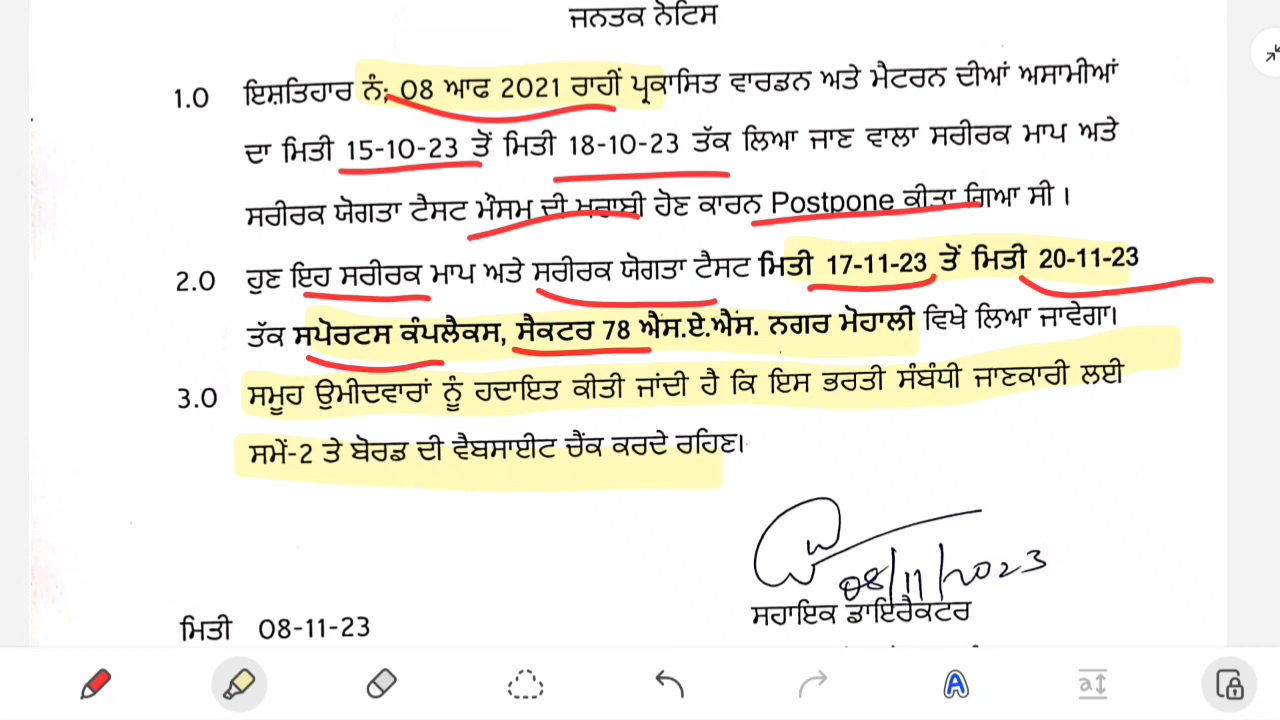 ਜਨਤਕ ਨੋਟਿਸ
1.0 ਇਸ਼ਤਿਹਾਰ ਨੰ; 08 ਆਫ 2021 ਰਾਹੀਂ ਪ੍ਰਕਾਸਿਤ ਵਾਰਡਨ ਅਤੇ ਮੈਟਰਨ ਦੀਆਂ ਅਸਾਮੀਆਂ
ਦਾ ਮਿਤੀ 15-10-23 ਤੋਂ ਮਿਤੀ 18-10-23 ਤੱਕ ਲਿਆ ਜਾਣ ਵਾਲਾ ਸਰੀਰਕ ਮਾਪ ਅਤੇ
ਸਰੀਰਕ ਯੋਗਤਾ ਟੈਸਟ ਮੌਸਮ ਦੀ ਖਰਾਬੀ ਹੋਣ ਕਾਰਨ Postpone ਕੀਤਾ ਗਿਆ ਸੀ ।
2.0 ਹੁਣ ਇਹ ਸਰੀਰਕ ਮਾਪ ਅਤੇ ਸਰੀਰਕ ਯੋਗਤਾ ਟੈਸਟ ਮਿਤੀ 17-11-23 ਤੋਂ ਮਿਤੀ 20-11-23
ਤੱਕ ਸਪੋਰਟਸ ਕੰਪਲੈਕਸ, ਸੈਕਟਰ 78 ਐਸ.ਏ.ਐਸ. ਨਗਰ ਮੋਹਾਲੀ ਵਿਖੇ ਲਿਆ ਜਾਵੇਗਾ।
3.0 ਸਮੂਹ ਉਮੀਦਵਾਰਾਂ ਨੂੰ ਹਦਾਇਤ ਕੀਤੀ ਜਾਂਦੀ ਹੈ ਕਿ ਇਸ ਭਰਤੀ ਸੰਬੰਧੀ ਜਾਣਕਾਰੀ ਲਈ
ਸਮੇਂ-2 ਤੇ ਬੋਰਡ ਦੀ ਵੈਬਸਾਈਟ ਚੈਂਕ ਕਰਦੇ ਰਹਿਣ।
08/11/2023
ਸਹਾਇਕ ਡਾਇਰੈਕਟਰ
ਮਿਤੀ 08-11-23